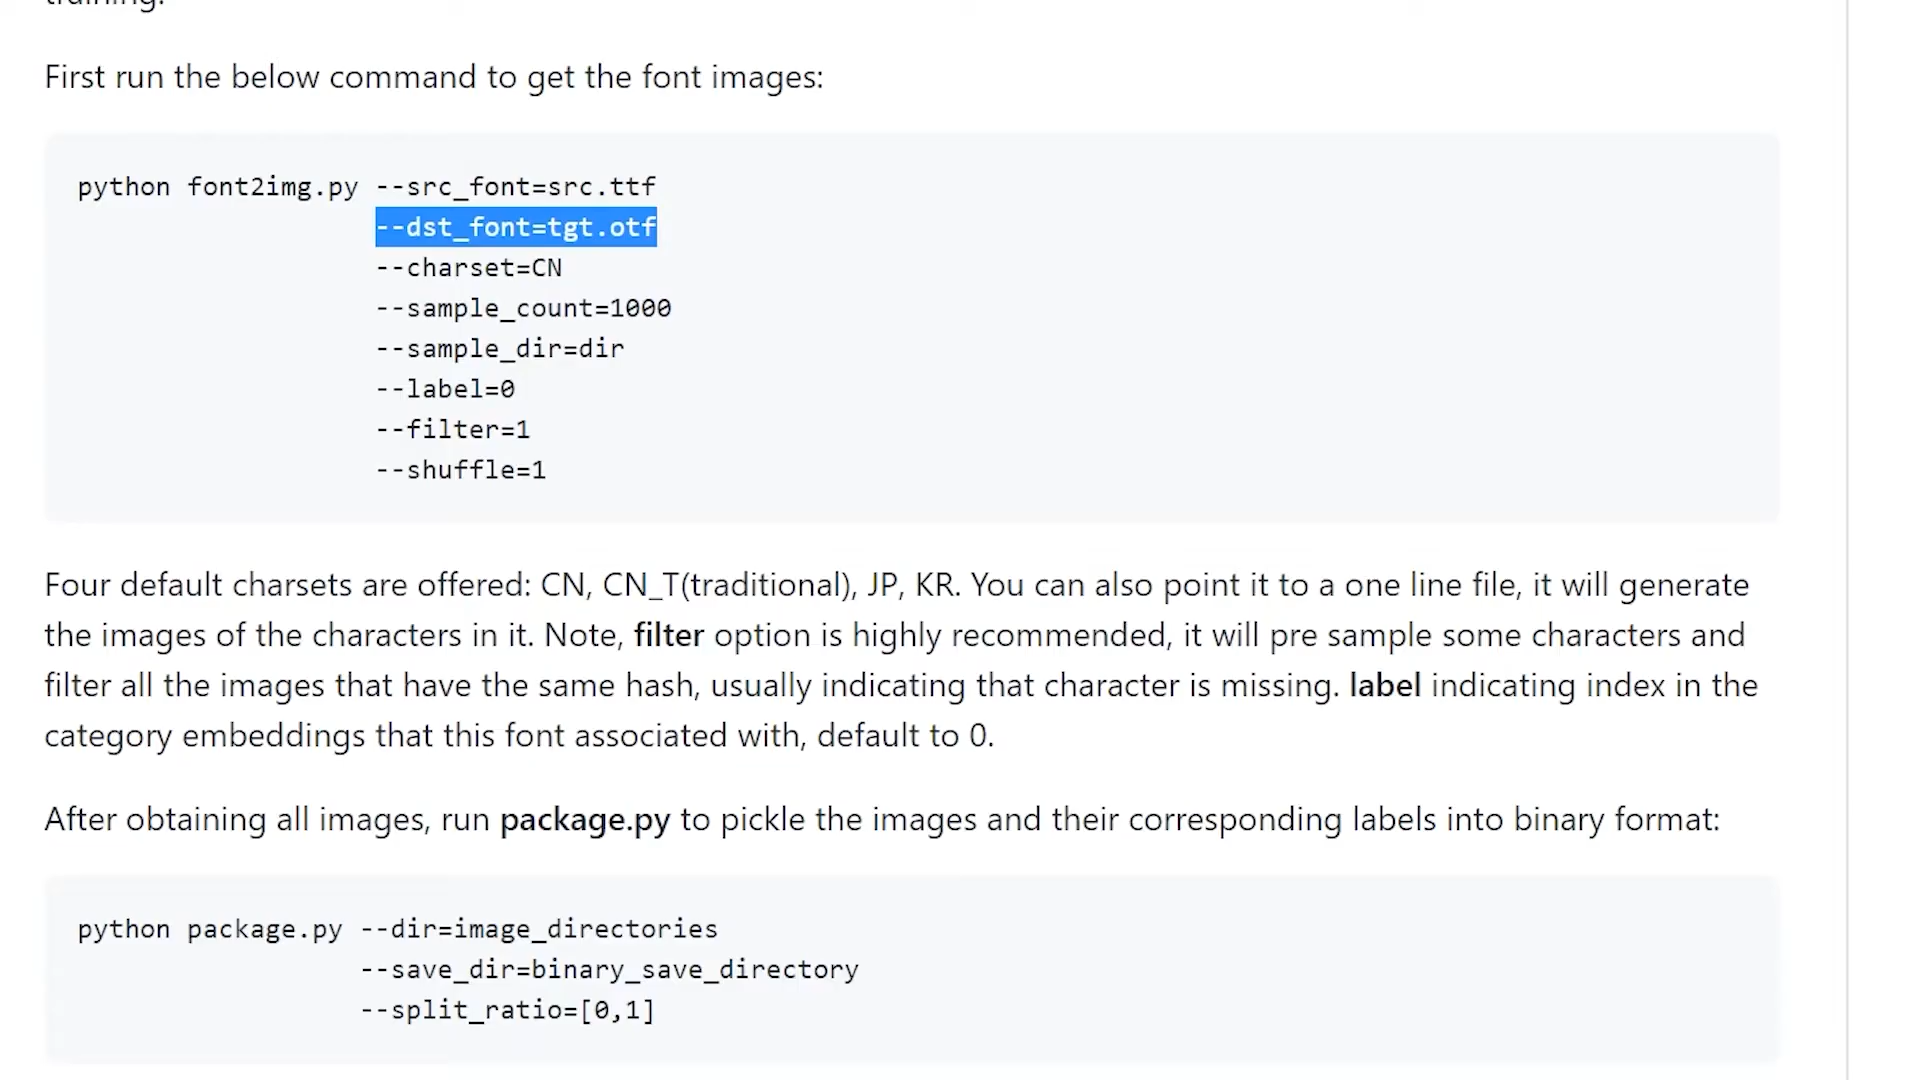 training.
First run the below command to get the font images:
python font2img.py --src_font=src.ttf
--dst_font=tgt.otf
--charset=CN
--sample_count=1000
--sample_dir=dir
--label=0
--filter=1
--shuffle=1
Four default charsets are offered: CN, CN_T(traditional), JP, KR. You can also point it to a one line file, it will generate
the images of the characters in it. Note, filter option is highly recommended, it will pre sample some characters and
filter all the images that have the same hash, usually indicating that character is missing. label indicating index in the
category embeddings that this font associated with, default to 0.
After obtaining all images, run package.py to pickle the images and their corresponding labels into binary format:
python package.py --dir=image_directories
--save_dir=binary_save_directory
--split_ratio=[0,1]